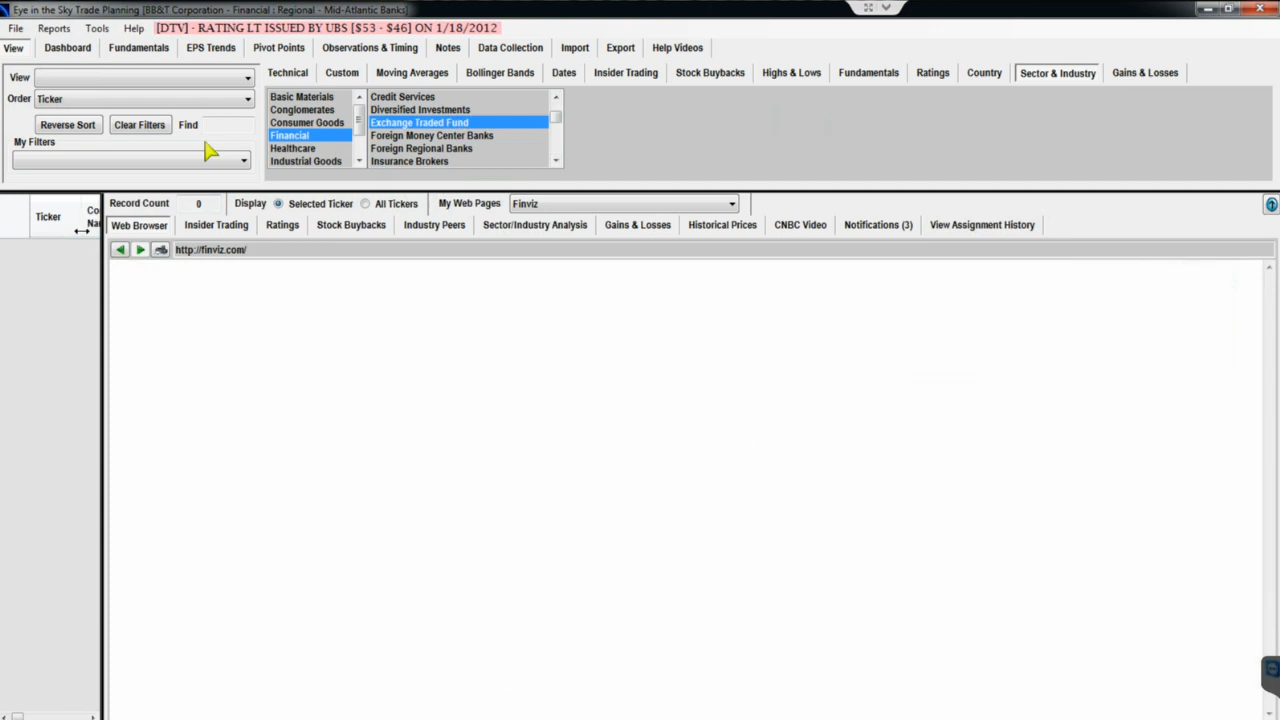 Eye in the Sky Trade Planning [BB&T Corporation - Financial : Regional - Mid-Atlantic Banks]
File Reports Tools Help [DTV] - RATING LT ISSUED BY UBS [$53 - $46] ON 1/18/2012
View Dashboard Fundamentals EPS Trends Pivot Points Observations & Timing Notes Data Collection Import Export Help Videos
View
Technical Custom Moving Averages Bollinger Bands Dates Insider Trading Stock Buybacks Highs & Lows Fundamentals Ratings Country Sector & Industry Gains & Losses
Order Ticker
Reverse Sort Clear Filters Find
My Filters
Basic Materials
Conglomerates
Consumer Goods
Financial
Healthcare
Industrial Goods
Credit Services
Diversified Investments
Exchange Traded Fund
Foreign Money Center Banks
Foreign Regional Banks
Insurance Brokers
Record Count 0 Display Selected Ticker All Tickers My Web Pages Finviz
Ticker Co
Nar
Web Browser Insider Trading Ratings Stock Buybacks Industry Peers Sector/Industry Analysis Gains & Losses Historical Prices CNBC Video Notifications (3) View Assignment History
http://finviz.com/